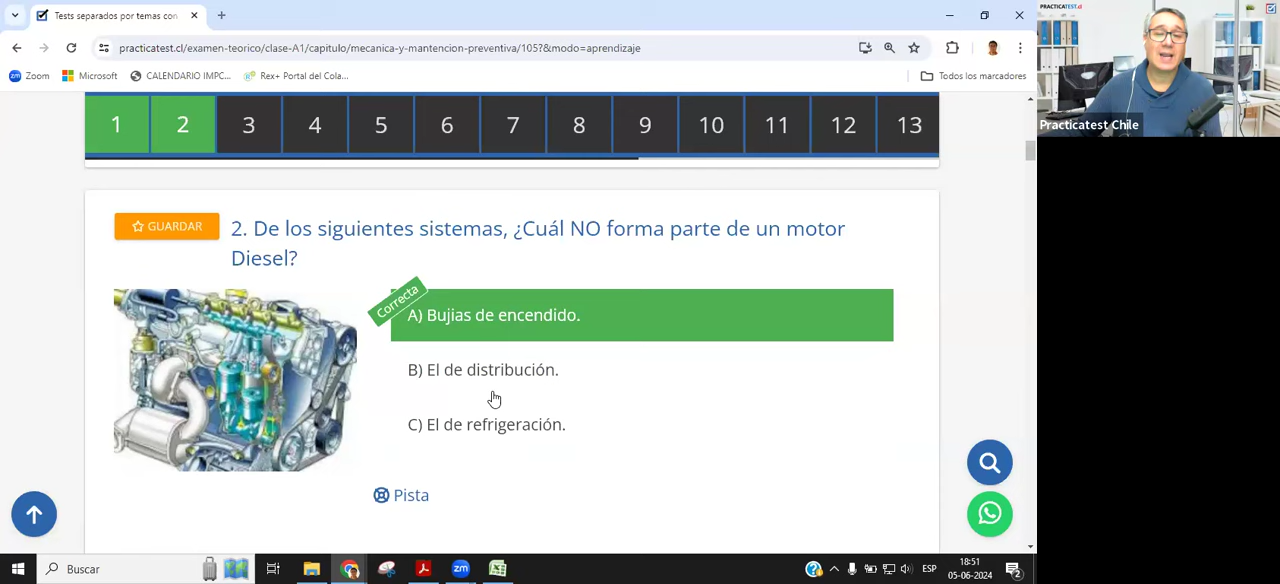 Tests separados por temas con
practicatest.cl/examen-teorico/clase-A1/capitulo/mecanica-y-mantencion-preventiva/105?&modo=aprendizaje
Zoom
Microsoft
CALENDARIO IMPC...
Rex+ Portal del Cola...
Todos los marcadores
PRACTICATEST.cl
Practicatest Chile
1 2 3 4 5 6 7 8 9 10 11 12 13
GUARDAR
2. De los siguientes sistemas, ¿Cuál NO forma parte de un motor
Diesel?
Correcta
A) Bujias de encendido.
B) El de distribución.
C) El de refrigeración.
Pista
Buscar
ESP
18:51
05-06-2024
2